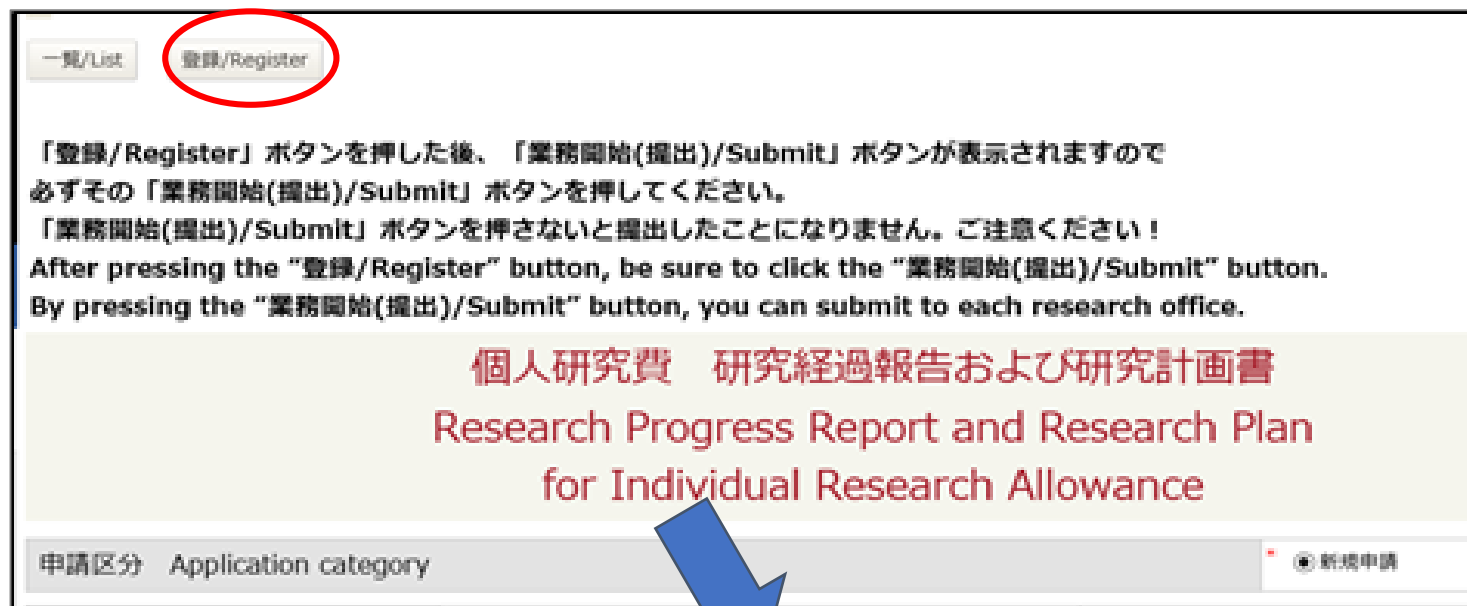 一覧/List 登録/Register
「登録/Register」ボタンを押した後、「業務開始(提出)/Submit」ボタンが表示されますので
必ずその「業務開始(提出)/Submit」ボタンを押してください。
「業務開始(提出)/Submit」ボタンを押さないと提出したことになりません。ご注意ください！
After pressing the “登録/Register” button, be sure to click the “業務開始(提出)/Submit” button.
By pressing the “業務開始(提出)/Submit” button, you can submit to each research office.
個人研究費　研究経過報告および研究計画書
Research Progress Report and Research Plan
for Individual Research Allowance
申請区分　Application category * 新規申請